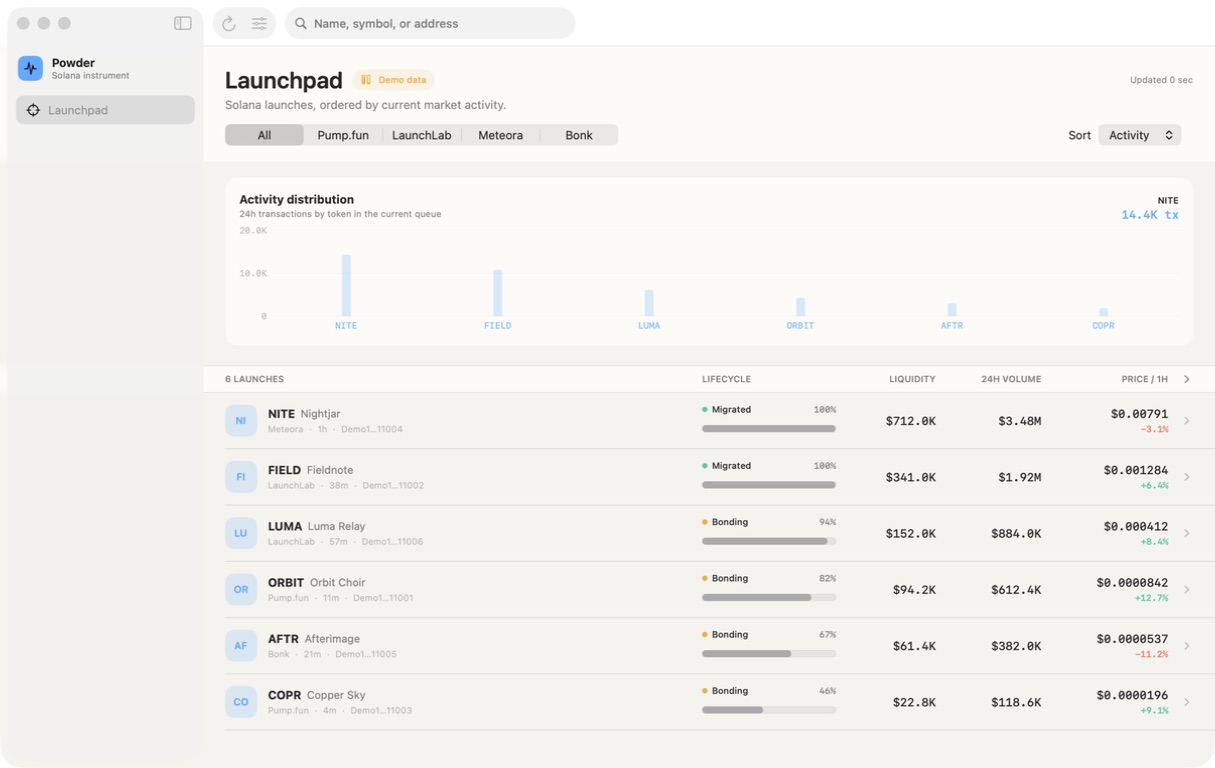 Name, symbol, or address
Powder
Solana instrument
Launchpad
Launchpad
Demo data
Updated 0 sec
Solana launches, ordered by current market activity.
All Pump.fun LaunchLab Meteora Bonk
Sort Activity
Activity distribution
24h transactions by token in the current queue
NITE
14.4K tx
20.0K
10.0K
0
NITE FIELD LUMA ORBIT AFTR COPR
6 LAUNCHES LIFECYCLE LIQUIDITY 24H VOLUME PRICE / 1H
NI NITE Nightjar Migrated 100% $712.0K $3.48M $0.00791
Meteora · 1h · Demo1...11004 −3.1%
FI FIELD Fieldnote Migrated 100% $341.0K $1.92M $0.001284
LaunchLab · 38m · Demo1...11002 +6.4%
LU LUMA Luma Relay Bonding 94% $152.0K $884.0K $0.000412
LaunchLab · 57m · Demo1...11006 +8.4%
OR ORBIT Orbit Choir Bonding 82% $94.2K $612.4K $0.0000842
Pump.fun · 11m · Demo1...11001 +12.7%
AF AFTR Afterimage Bonding 67% $61.4K $382.0K $0.0000537
Bonk · 21m · Demo1...11005 −11.2%
CO COPR Copper Sky Bonding 46% $22.8K $118.6K $0.0000196
Pump.fun · 4m · Demo1...11003 +9.1%